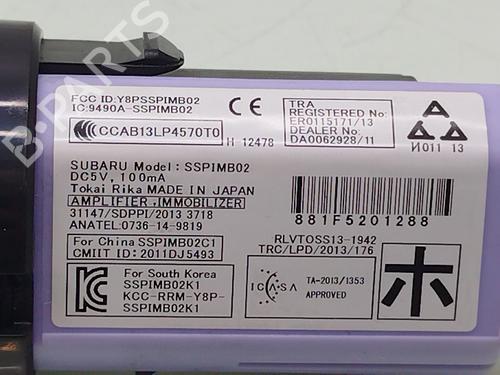 FCC ID:Y8PSSPIMB02
IC:9490A-SSPIMB02
CCAB13LP4570T0
H 12478
TRA
REGISTERED NO:
ER0115171/13
DEALER No:
DA0062928/11
И011 13
SUBARU Model: SSPIMB02
DC5V, 100mA
Tokai Rika MADE IN JAPAN
AMPLIFIER, IMMOBILIZER
31147/SDPPI/2013 3718
ANATEL:0736-14-9819
881F5201288
For China SSPIMB02C1
CMIIT ID: 2011DJ5493
RLVTOSS13-1942
TRC/LPD/2013/176
For South Korea
SSPIMB02K1
KCC-RRM-Y8P-
SSPIMB02K1
ICASA
TA-2013/1353
APPROVED
ホ
B-PARTS